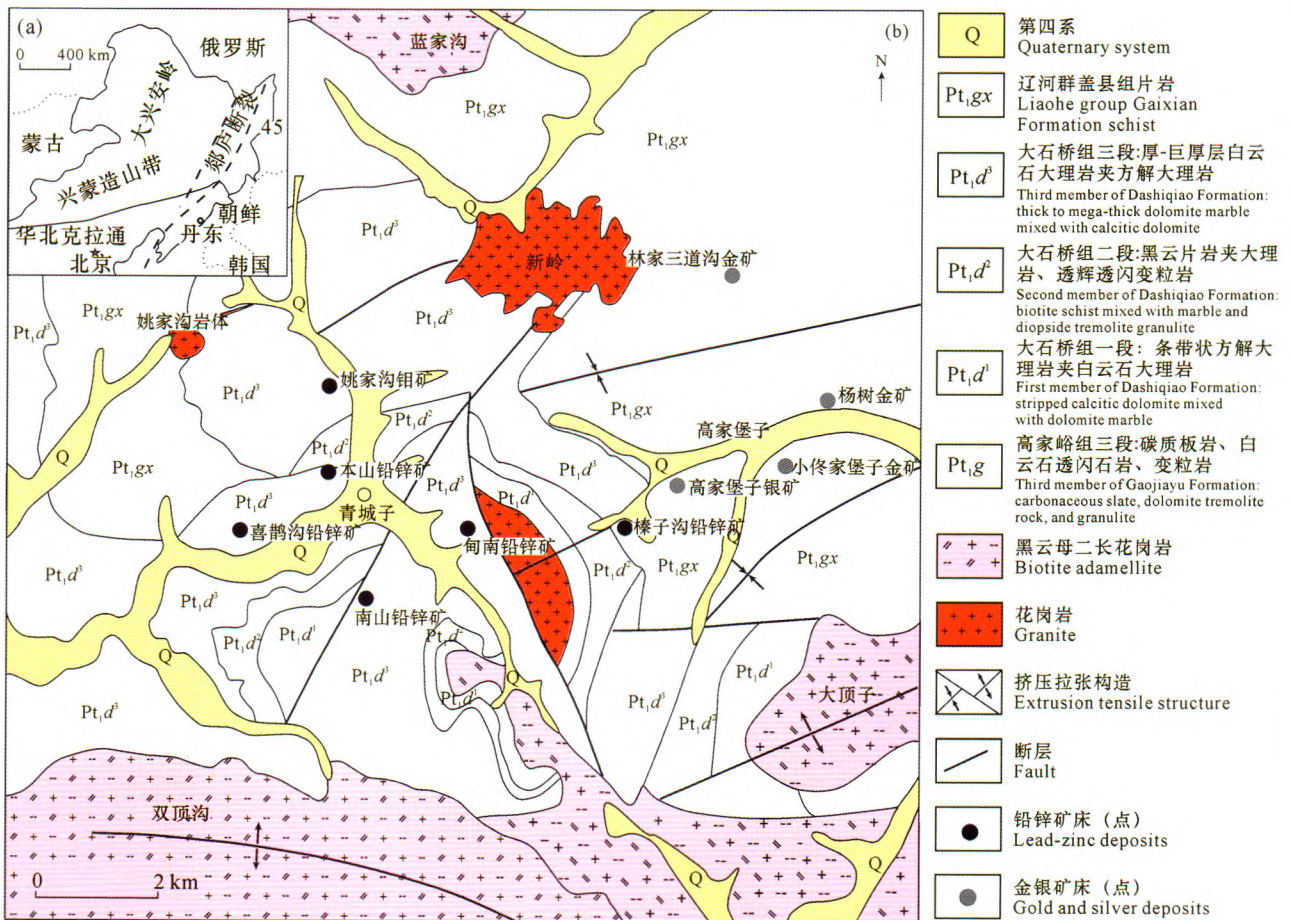 (a)
俄罗斯
0 400 km
大兴安岭
郯庐断裂
45
蒙古
兴蒙造山带
朝鲜
华北克拉通
丹东
北京
韩国
(b)
N
蓝家沟
Pt₁gx
Pt₁gx
Q
Pt₁d³
新岭
林家三道沟金矿
Pt₁gx
Q
Pt₁d³
姚家沟岩体
Pt₁d³
姚家沟钼矿
Pt₁d³
杨树金矿
Pt₁gx
Pt₁d²
高家堡子
Pt₁d²
Q
Pt₁gx
本山铅锌矿
Pt₁d³
Pt₁d³
Q
小佟家堡子金矿
高家堡子银矿
Pt₁d³
Pt₁d¹
青城子
喜鹊沟铅锌矿
甸南铅锌矿
榛子沟铅锌矿
Q
Q
Pt₁d³
Pt₁d²
Pt₁gx
Pt₁gx
Pt₁d³
南山铅锌矿
Pt₁d²
Pt₁d¹
Pt₁d²
Q
Pt₁d³
Q
Pt₁d¹
Pt₁d³
大顶子
Pt₁d³
Pt₁d³
Pt₁d²
双顶沟
Q
Q
0 2 km
Q
第四系
Quaternary system
Pt₁gx
辽河群盖县组片岩
Liaohe group Gaixian
Formation schist
Pt₁d³
大石桥组三段:厚-巨厚层白云
石大理岩夹方解大理岩
Third member of Dashiqiao Formation:
thick to mega-thick dolomite marble
mixed with calcitic dolomite
Pt₁d²
大石桥组二段:黑云片岩夹大理
岩、透辉透闪变粒岩
Second member of Dashiqiao Formation:
biotite schist mixed with marble and
diopside tremolite granulite
Pt₁d¹
大石桥组一段：条带状方解大
理岩夹白云石大理岩
First member of Dashiqiao Formation:
stripped calcitic dolomite mixed
with dolomite marble
Pt₁g
高家峪组三段:碳质板岩、白
云石透闪石岩、变粒岩
Third member of Gaojiayu Formation:
carbonaceous slate, dolomite tremolite
rock, and granulite
黑云母二长花岗岩
Biotite adamellite
花岗岩
Granite
挤压拉张构造
Extrusion tensile structure
断层
Fault
铅锌矿床（点）
Lead-zinc deposits
金银矿床（点）
Gold and silver deposits